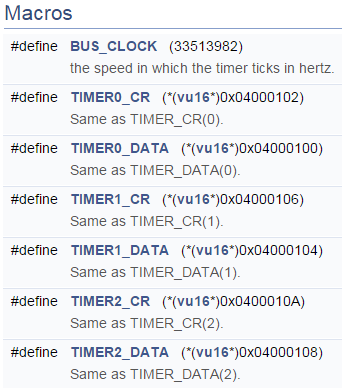 Macros
#define BUS_CLOCK (33513982)
the speed in which the timer ticks in hertz.
#define TIMER0_CR (*(vu16*)0x04000102)
Same as TIMER_CR(0).
#define TIMER0_DATA (*(vu16*)0x04000100)
Same as TIMER_DATA(0).
#define TIMER1_CR (*(vu16*)0x04000106)
Same as TIMER_CR(1).
#define TIMER1_DATA (*(vu16*)0x04000104)
Same as TIMER_DATA(1).
#define TIMER2_CR (*(vu16*)0x0400010A)
Same as TIMER_CR(2).
#define TIMER2_DATA (*(vu16*)0x04000108)
Same as TIMER_DATA(2).